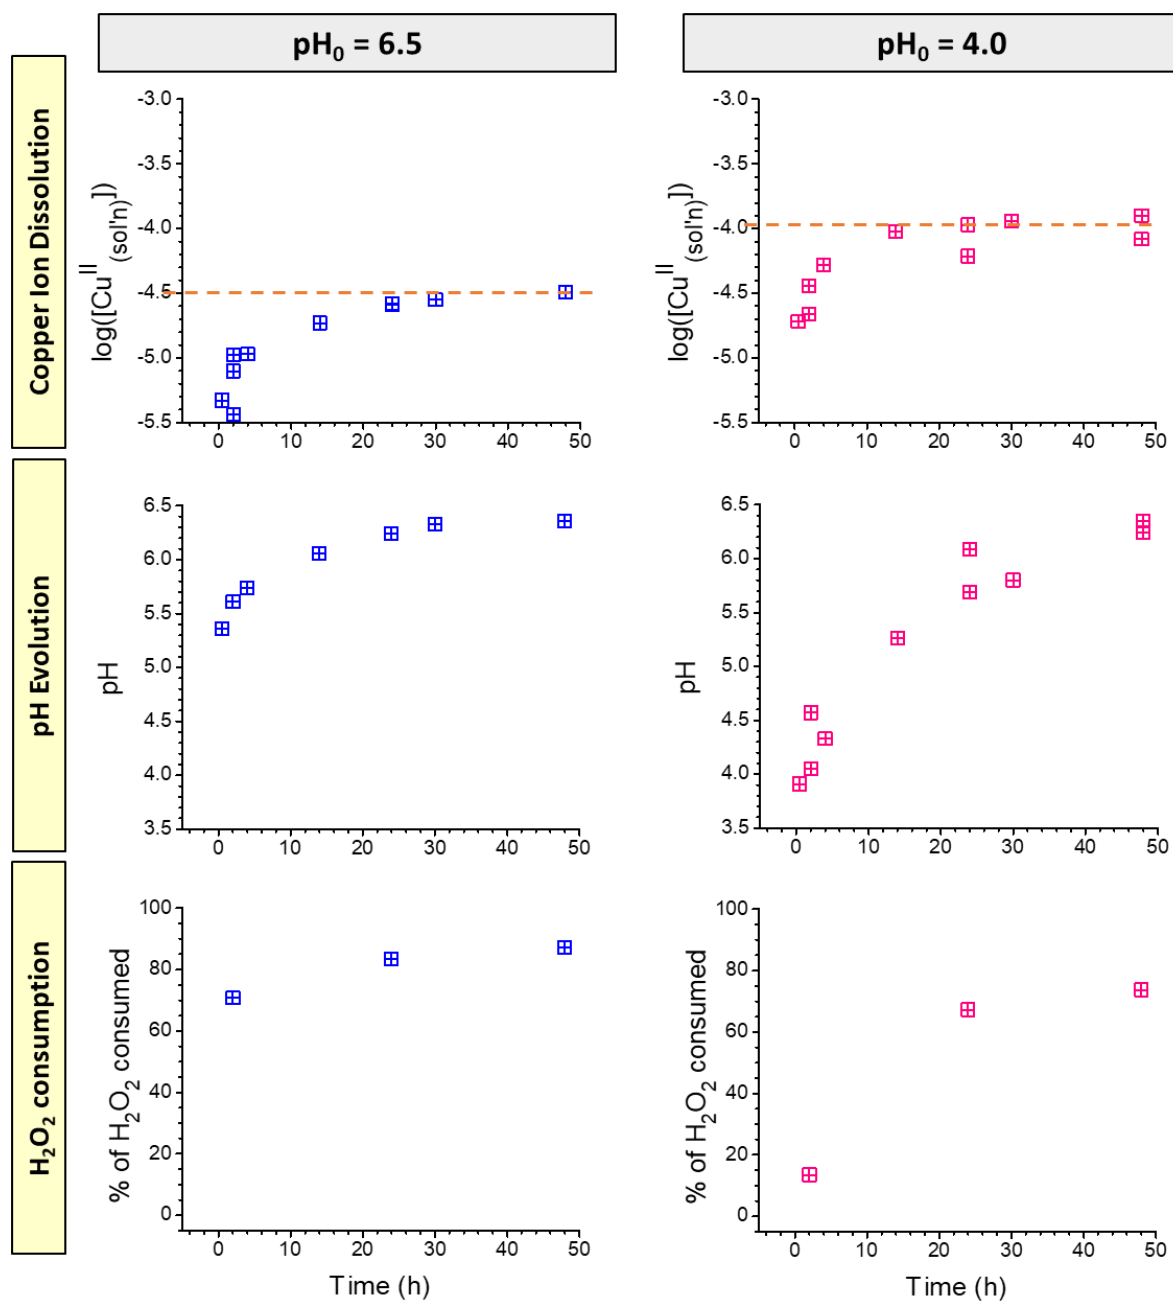 pH₀ = 6.5
pH₀ = 4.0
Copper Ion Dissolution
log([Cuᴵᴵ(sol'n)])
-3.0
-3.5
-4.0
-4.5
-5.0
-5.5
0 10 20 30 40 50
log([Cuᴵᴵ(sol'n)])
-3.0
-3.5
-4.0
-4.5
-5.0
-5.5
0 10 20 30 40 50
pH Evolution
pH
6.5
6.0
5.5
5.0
4.5
4.0
3.5
0 10 20 30 40 50
pH
6.5
6.0
5.5
5.0
4.5
4.0
3.5
0 10 20 30 40 50
H₂O₂ consumption
% of H₂O₂ consumed
100
80
60
40
20
0
0 10 20 30 40 50
Time (h)
% of H₂O₂ consumed
100
80
60
40
20
0
0 10 20 30 40 50
Time (h)